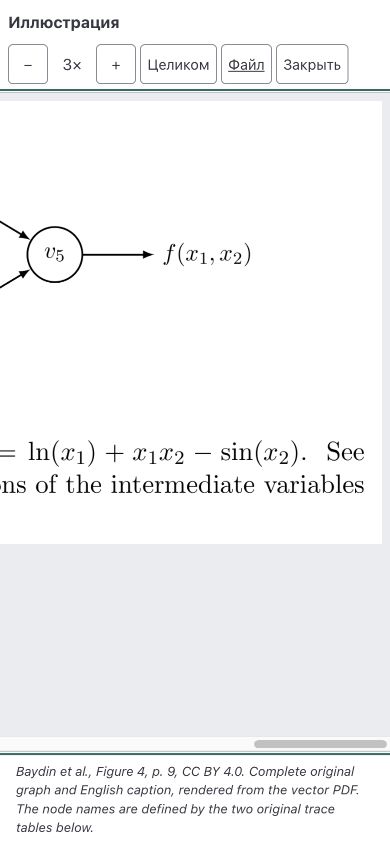 Иллюстрация
− 3× + Целиком Файл Закрыть
v₅ f(x₁, x₂)
= ln(x₁) + x₁x₂ − sin(x₂). See
of the intermediate variables
Baydin et al., Figure 4, p. 9, CC BY 4.0. Complete original
graph and English caption, rendered from the vector PDF.
The node names are defined by the two original trace
tables below.